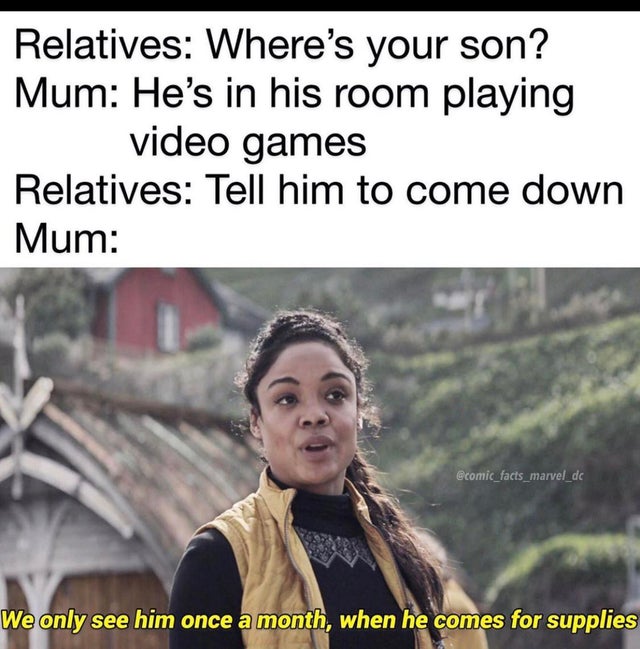 Relatives: Where’s your son?
Mum: He’s in his room playing
video games
Relatives: Tell him to come down
Mum:
@comic_facts_marvel_dc
We only see him once a month, when he comes for supplies